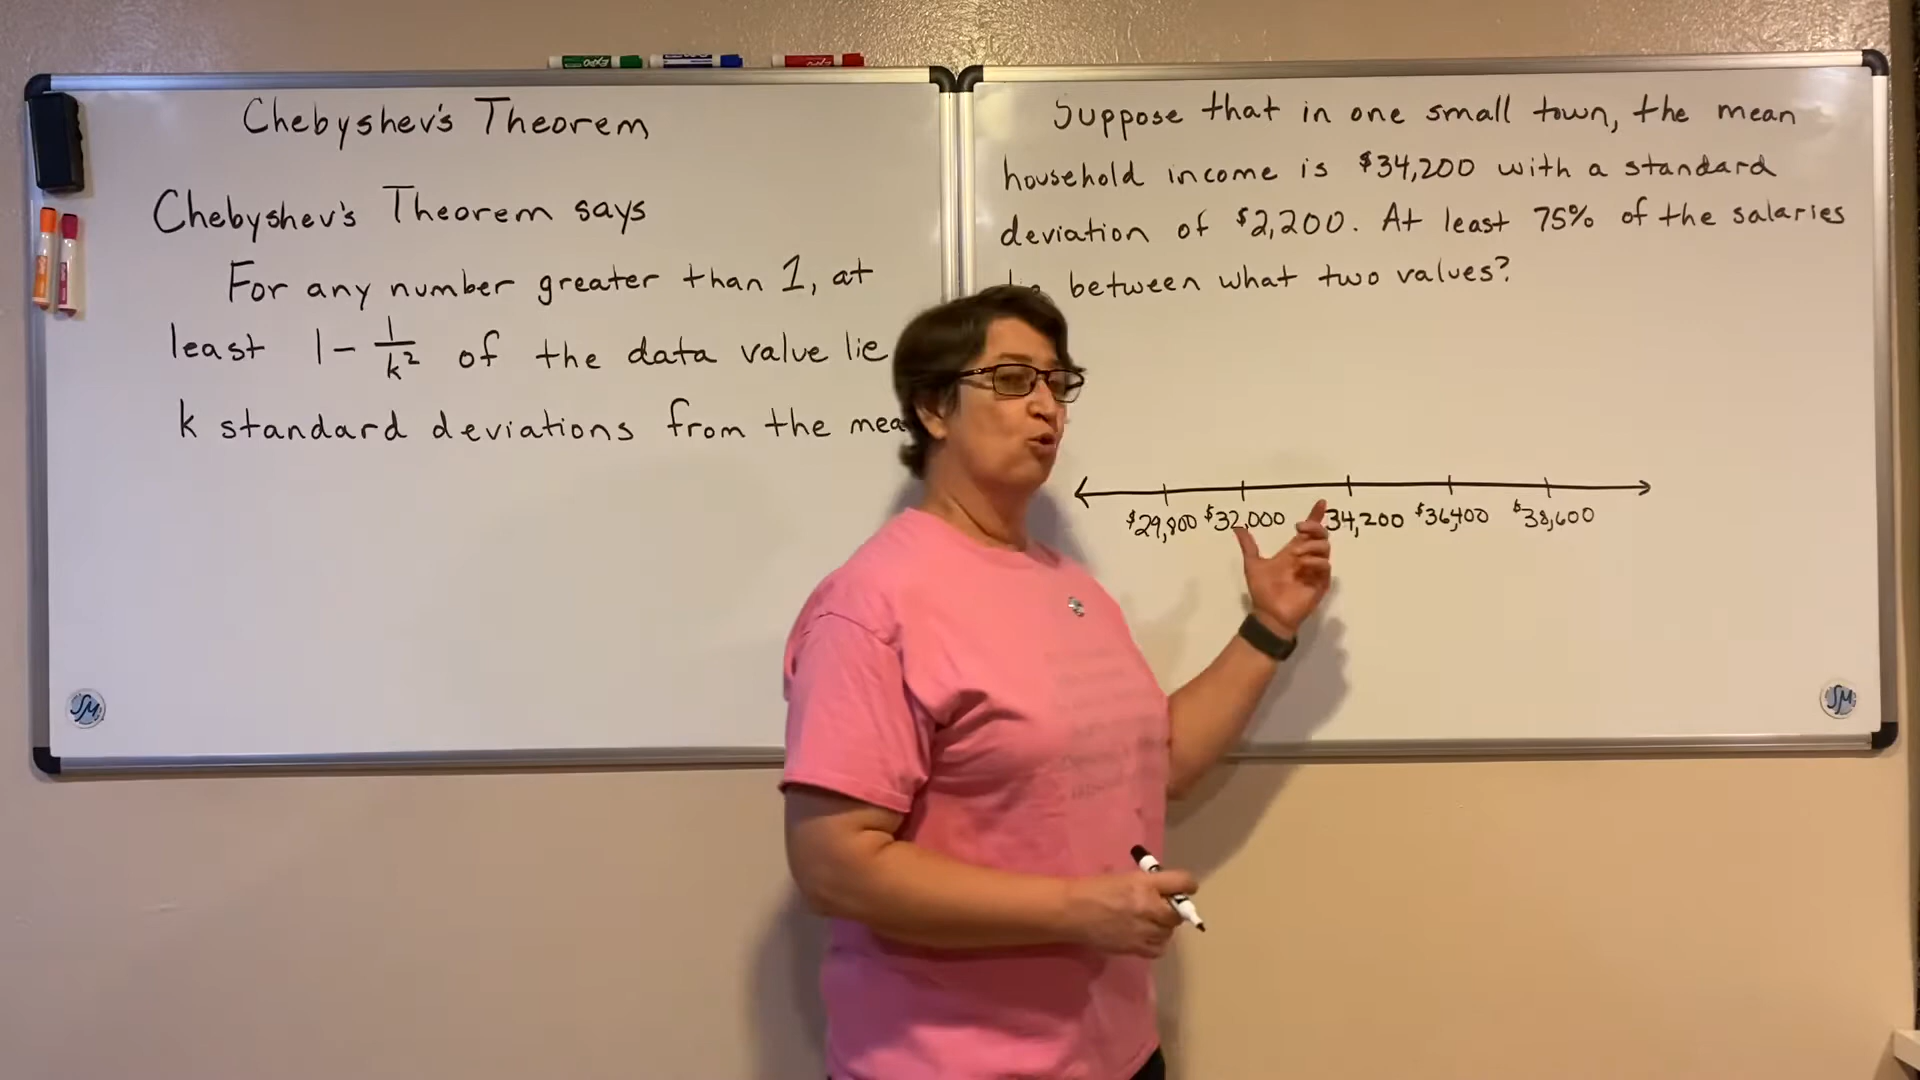 Chebyshev's Theorem
Chebyshev's Theorem says
For any number greater than 1, at
least 1 - 1/k² of the data value lie
k standard deviations from the
Suppose that in one small town, the mean
household income is $34,200 with a standard
deviation of $2,200. At least 75% of the salaries
between what two values?
$29,800 $32,000 34,200 $36,400 $38,600
EXPO
SM
SM